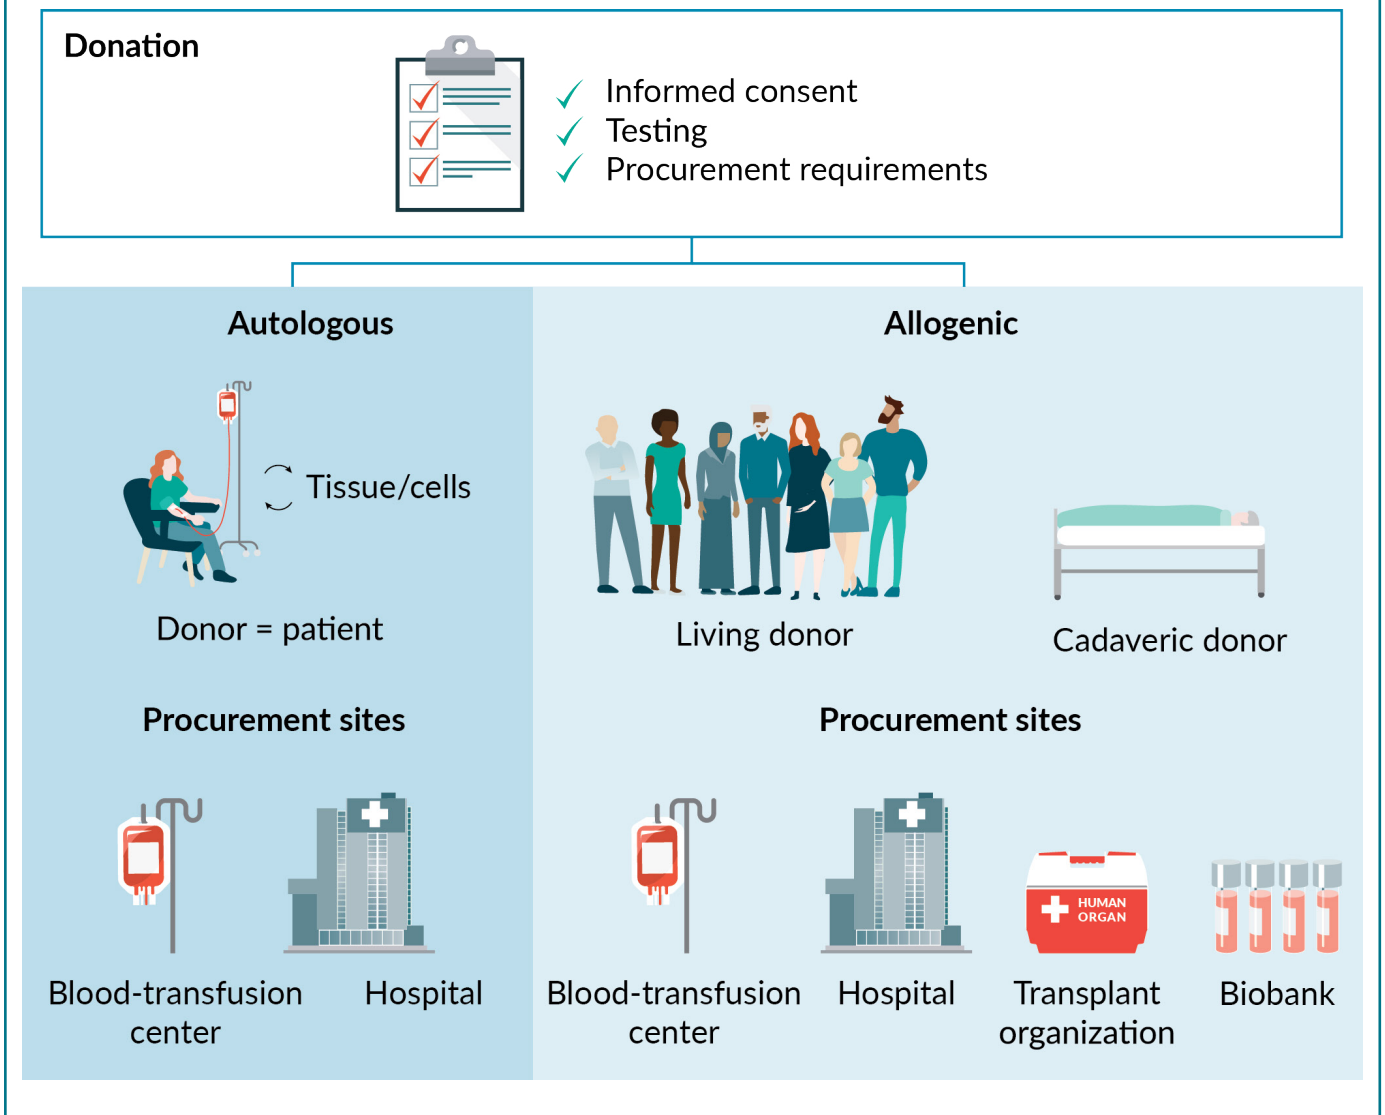 Donation
Informed consent
Testing
Procurement requirements
Autologous
Tissue/cells
Donor = patient
Procurement sites
Blood-transfusion
center
Hospital
Allogenic
Living donor
Cadaveric donor
Procurement sites
Blood-transfusion
center
Hospital
HUMAN
ORGAN
Transplant
organization
Biobank